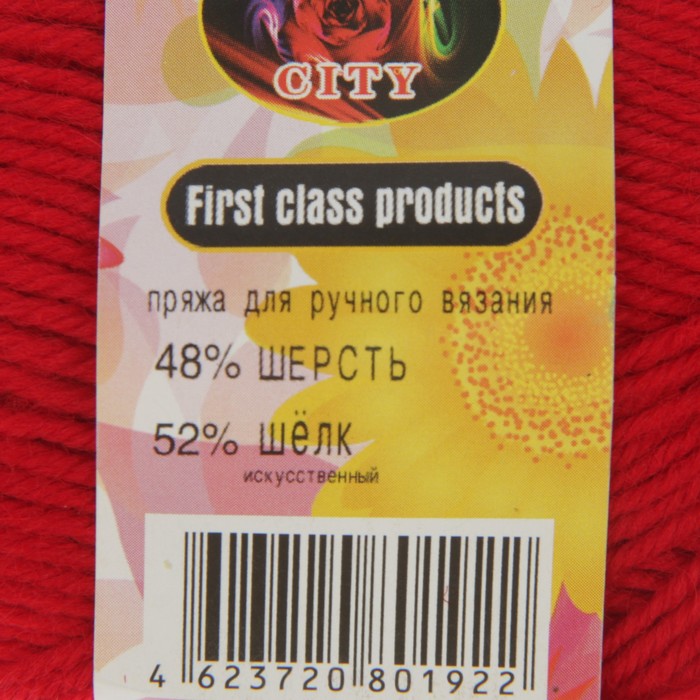 CITY
First class products
пряжа для ручного вязания
48% ШЕРСТЬ
52% шёлк
искусственный
4 623720 801922